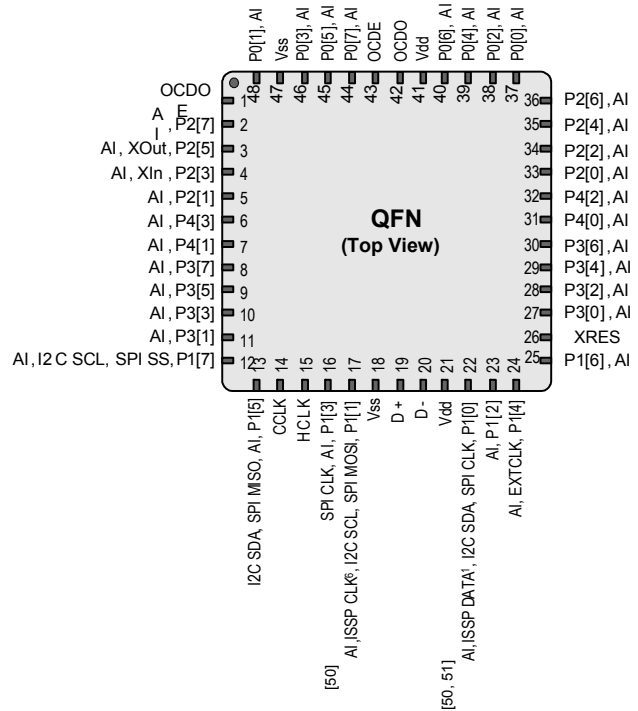 P0[1], AI
Vss
P0[3], AI
P0[5], AI
P0[7], AI
OCDE
OCDO
Vdd
P0[6], AI
P0[4], AI
P0[2], AI
P0[0], AI
48
47
46
45
44
43
42
41
40
39
38
37
OCDO 1
A E
I , P2[7] 2
AI , XOut , P2[5] 3
AI , XIn , P2[3] 4
AI , P2[1] 5
AI , P4[3] 6
AI , P4[1] 7
AI , P3[7] 8
AI , P3[5] 9
AI , P3[3] 10
AI , P3[1] 11
AI , I2 C SCL, SPI SS, P1[7] 12
QFN
(Top View)
36 P2[6] , AI
35 P2[4] , AI
34 P2[2] , AI
33 P2[0] , AI
32 P4[2] , AI
31 P4[0] , AI
30 P3[6] , AI
29 P3[4] , AI
28 P3[2] , AI
27 P3[0] , AI
26 XRES
25 P1[6] , AI
13
14
15
16
17
18
19
20
21
22
23
24
I2C SDA, SPI MISO, AI, P1[5]
CCLK
HCLK
SPI CLK, AI, P1[3]
AI, ISSP CLK⁶, I2C SCL, SPI MOSI, P1[1]
Vss
D +
D -
Vdd
AI, ISSP DATA¹, I2C SDA, SPI CLK, P1[0]
AI, P1[2]
AI, EXTCLK, P1[4]
[50]
[50, 51]